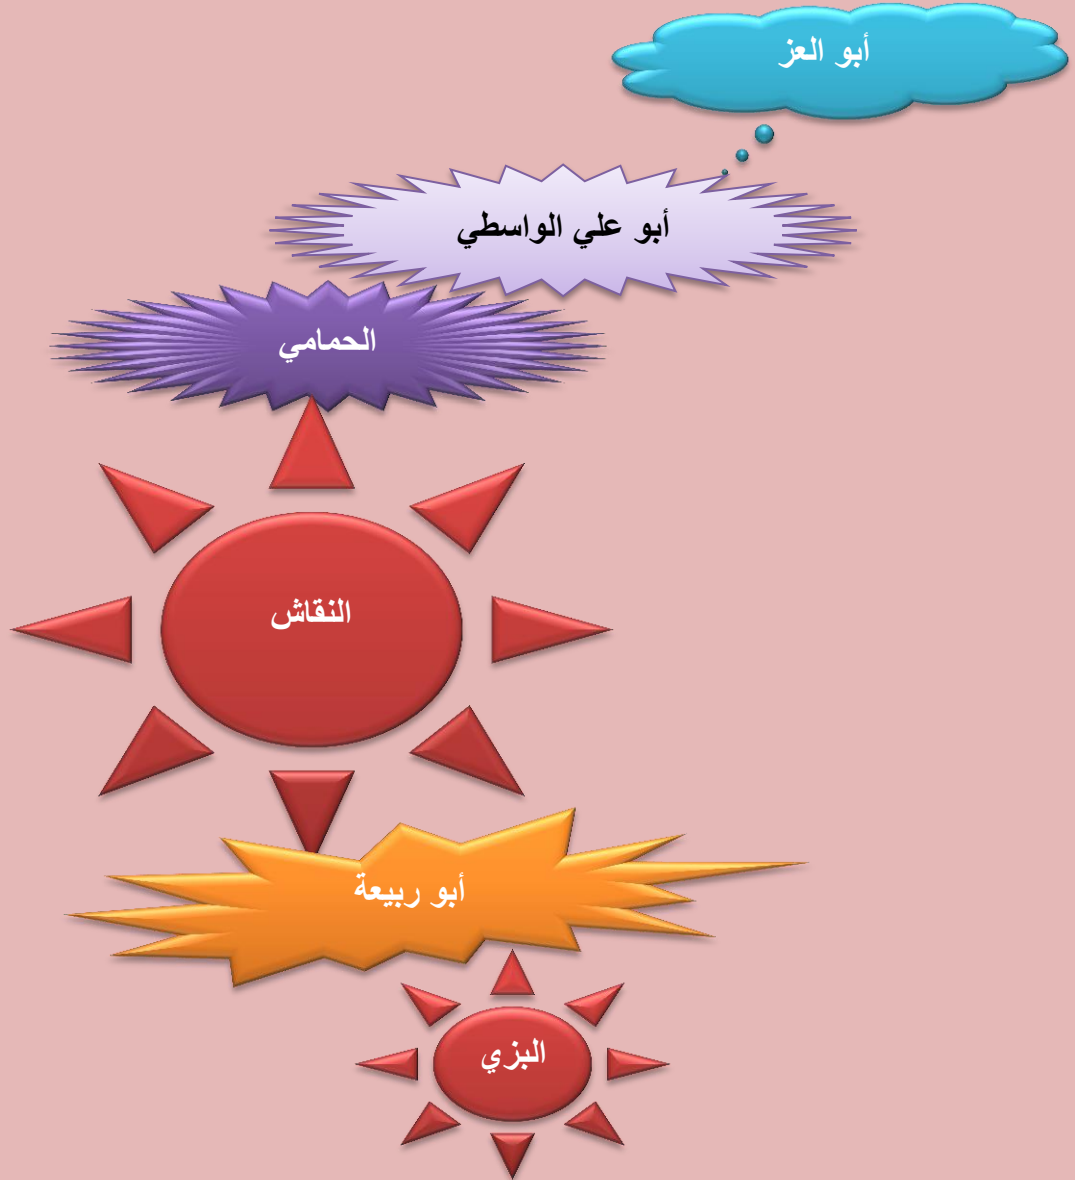 أبو العز
أبو علي الواسطي
الحمامي
النقاش
أبو ربيعة
البزي